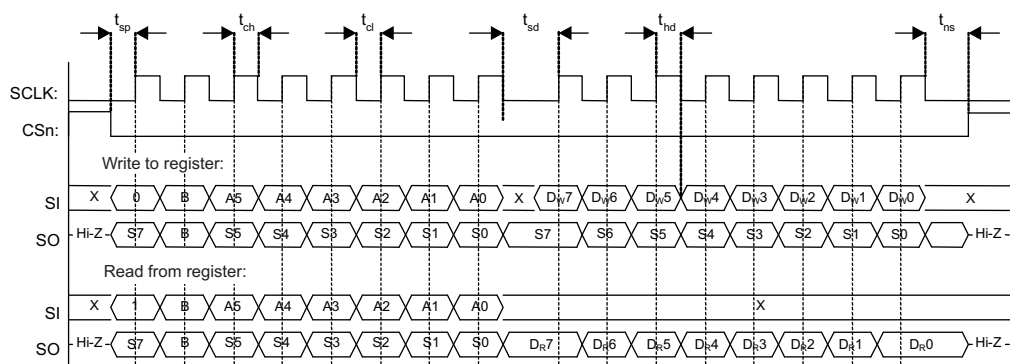 tsp tch tcl tsd thd tns
SCLK:
CSn:
Write to register:
SI X 0 B A5 A4 A3 A2 A1 A0 X DW7 DW6 DW5 DW4 DW3 DW2 DW1 DW0 X
SO Hi-Z S7 B S5 S4 S3 S2 S1 S0 S7 S6 S5 S4 S3 S2 S1 S0 Hi-Z
Read from register:
SI X 1 B A5 A4 A3 A2 A1 A0 X
SO Hi-Z S7 B S5 S4 S3 S2 S1 S0 DR7 DR6 DR5 DR4 DR3 DR2 DR1 DR0 Hi-Z